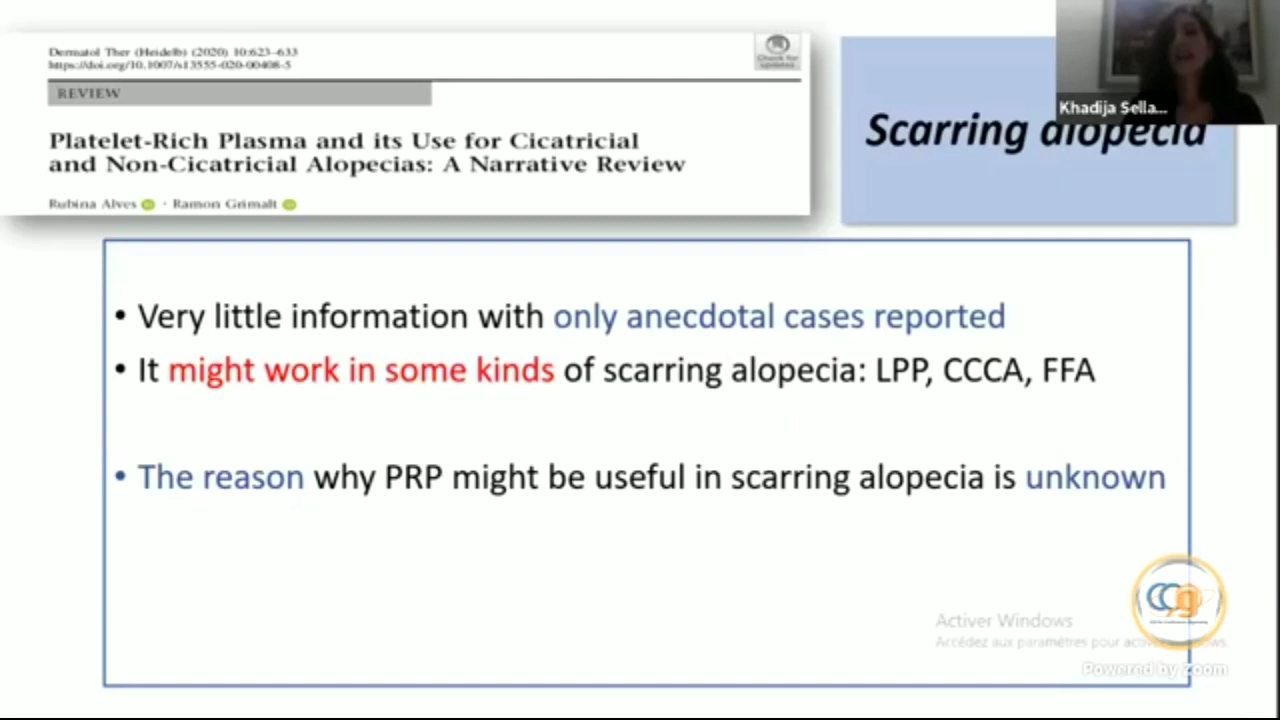 Dermatol Ther (Heidelb) (2020) 10:623–633
https://doi.org/10.1007/s13555-020-00408-5
Check for
updates
REVIEW
Platelet-Rich Plasma and its Use for Cicatricial
and Non-Cicatricial Alopecias: A Narrative Review
Rubina Alves · Ramon Grimalt
Khadija Sella...
Scarring alopecia
• Very little information with only anecdotal cases reported
• It might work in some kinds of scarring alopecia: LPP, CCCA, FFA
• The reason why PRP might be useful in scarring alopecia is unknown
Activer Windows
Accédez aux paramètres pour activer Windows.
Powered by Zoom